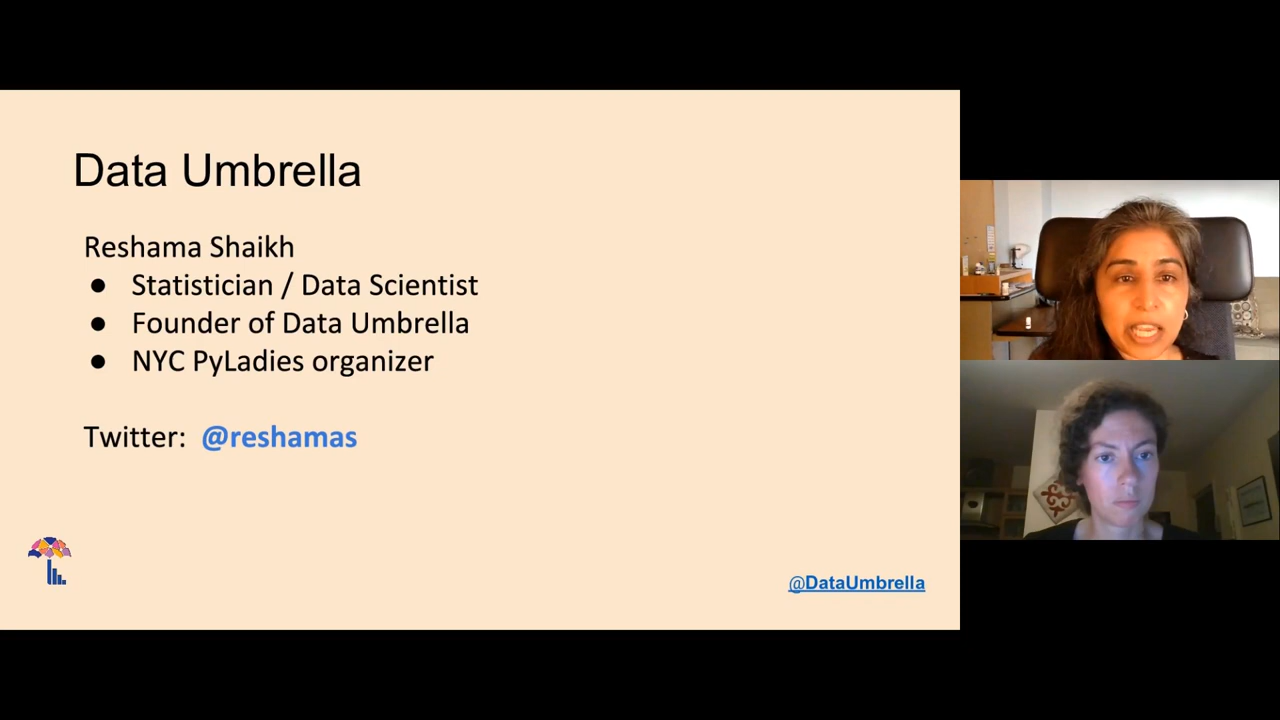 Data Umbrella
Reshama Shaikh
● Statistician / Data Scientist
● Founder of Data Umbrella
● NYC PyLadies organizer
Twitter: @reshamas
@DataUmbrella